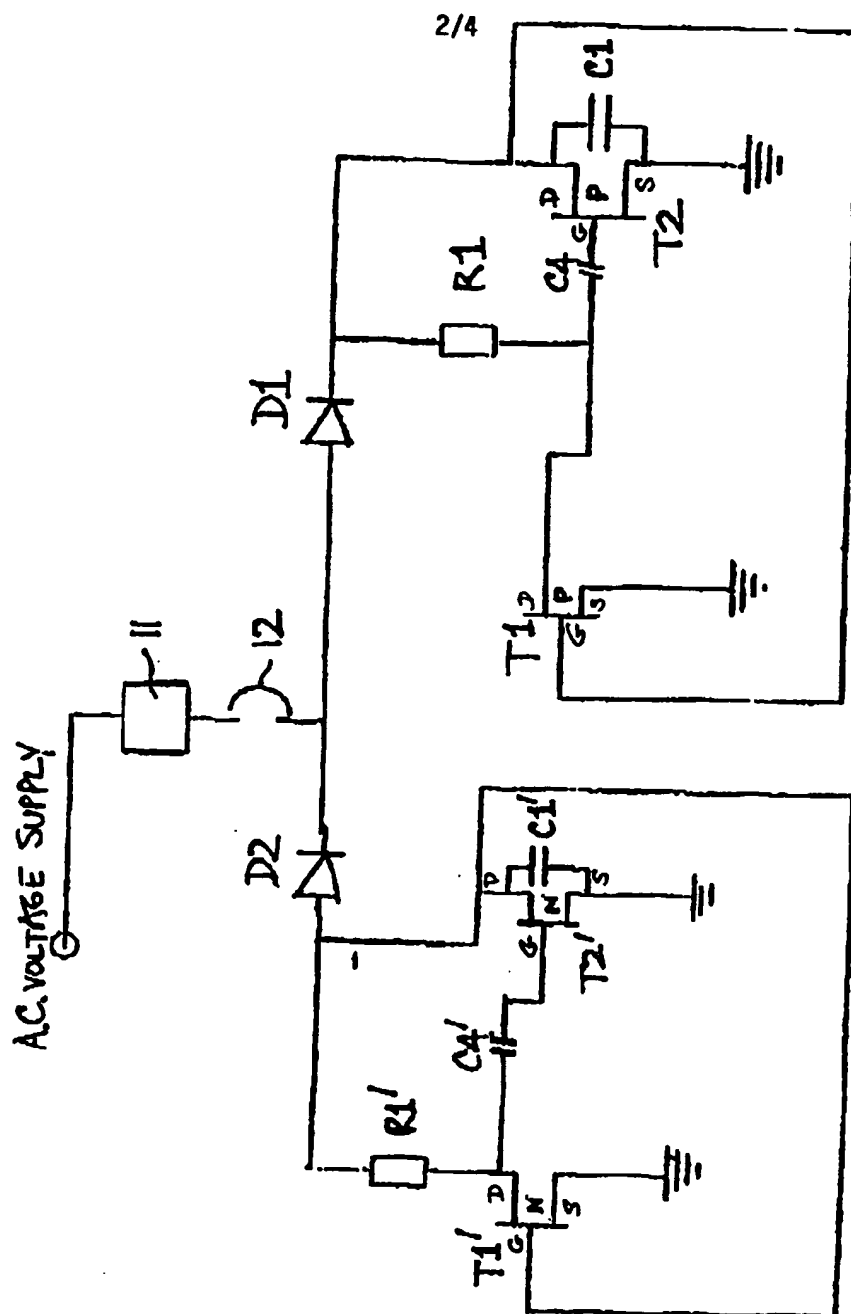 2/4
A.C. VOLTAGE SUPPLY
11
12
D2
D1
R1
C1
D
P
G
S
C4
T2
T1
D
P
G
S
R1'
C4'
D
C1'
N
G
S
T2'
T1'
D
N
G
S